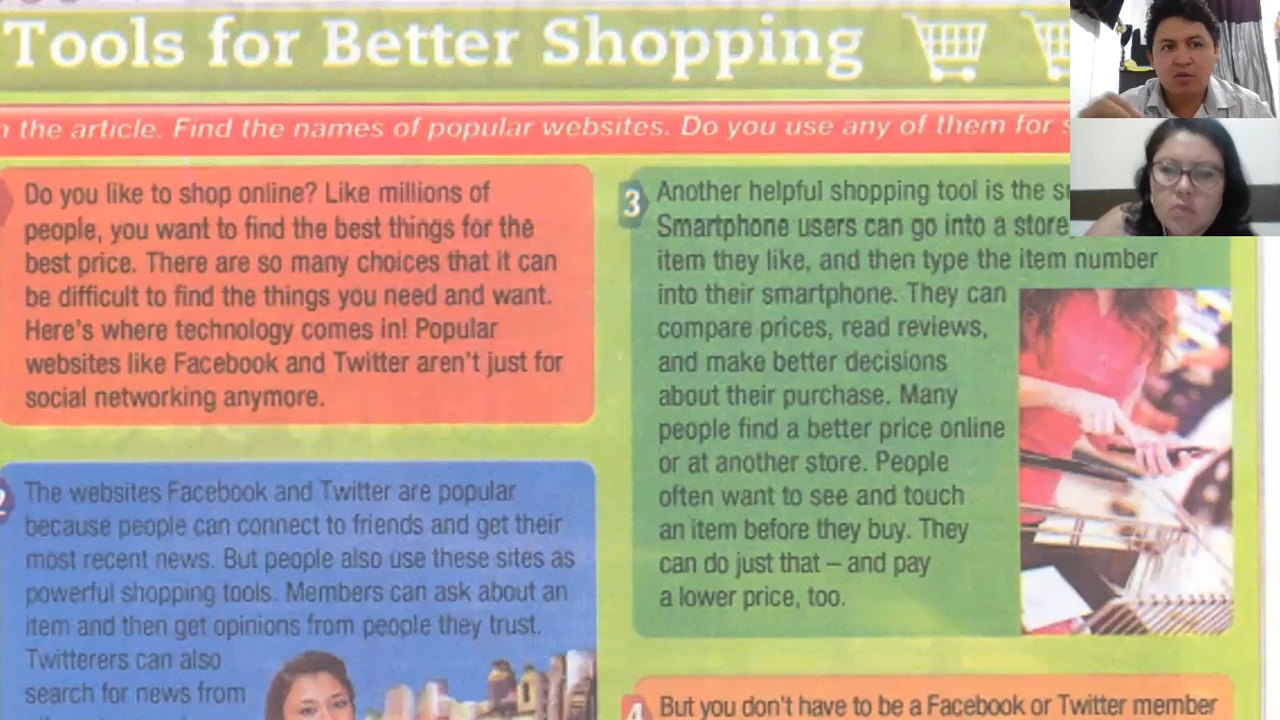 Tools for Better Shopping
the article. Find the names of popular websites. Do you use any of them for
Do you like to shop online? Like millions of
people, you want to find the best things for the
best price. There are so many choices that it can
be difficult to find the things you need and want.
Here's where technology comes in! Popular
websites like Facebook and Twitter aren't just for
social networking anymore.
2
The websites Facebook and Twitter are popular
because people can connect to friends and get their
most recent news. But people also use these sites as
powerful shopping tools. Members can ask about an
item and then get opinions from people they trust.
Twitterers can also
search for news from
3
Another helpful shopping tool is the
Smartphone users can go into a store,
item they like, and then type the item number
into their smartphone. They can
compare prices, read reviews,
and make better decisions
about their purchase. Many
people find a better price online
or at another store. People
often want to see and touch
an item before they buy. They
can do just that – and pay
a lower price, too.
4
But you don't have to be a Facebook or Twitter member